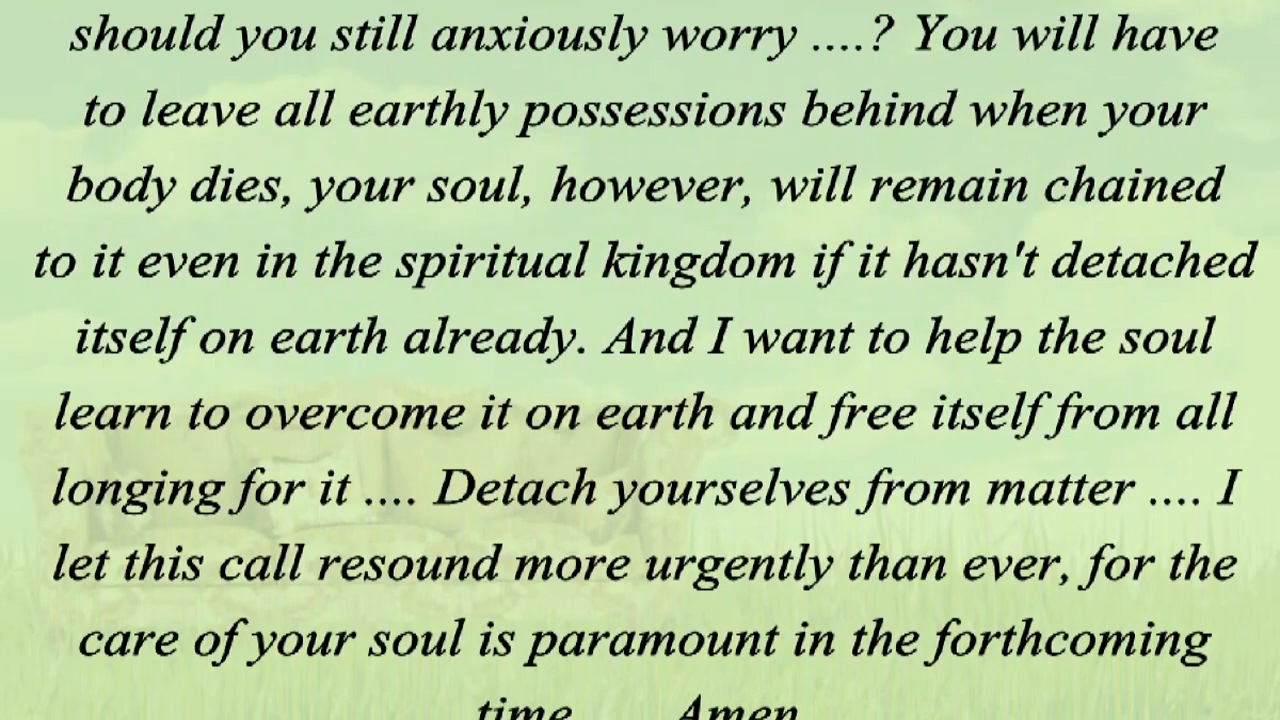 should you still anxiously worry ....? You will have
to leave all earthly possessions behind when your
body dies, your soul, however, will remain chained
to it even in the spiritual kingdom if it hasn't detached
itself on earth already. And I want to help the soul
learn to overcome it on earth and free itself from all
longing for it .... Detach yourselves from matter .... I
let this call resound more urgently than ever, for the
care of your soul is paramount in the forthcoming
time Amen